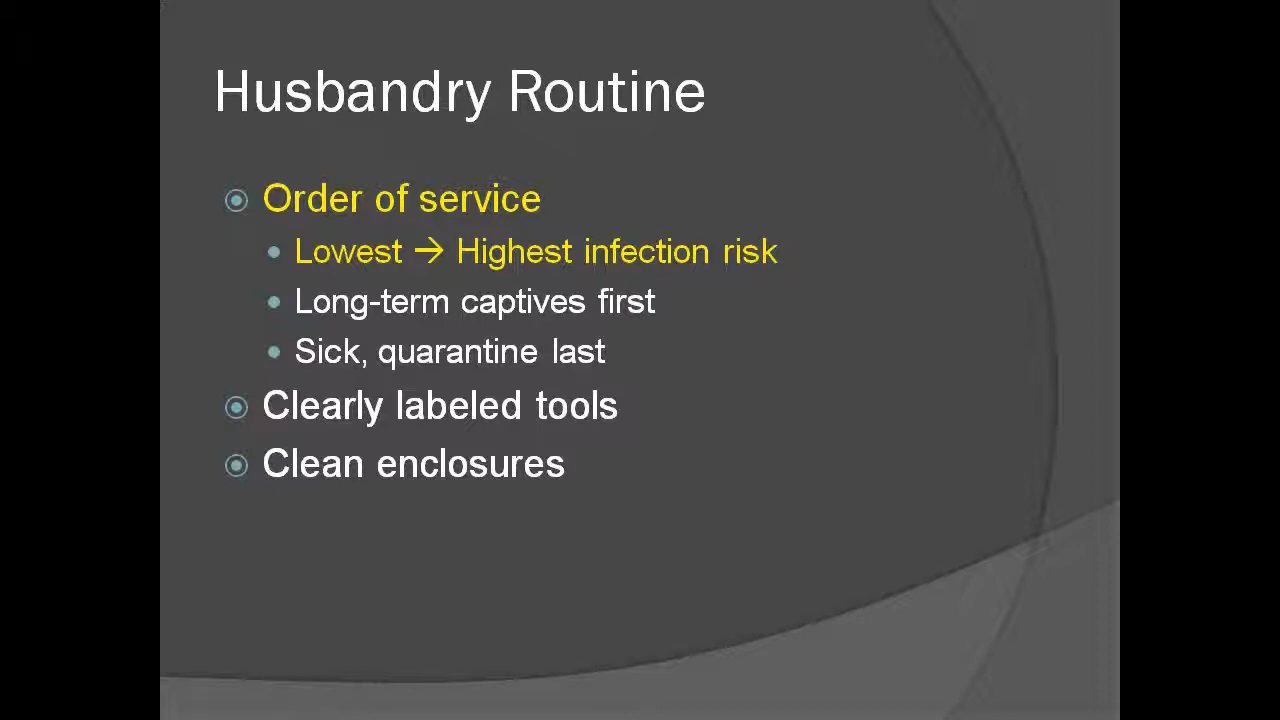 Husbandry Routine
Order of service
Lowest → Highest infection risk
Long-term captives first
Sick, quarantine last
Clearly labeled tools
Clean enclosures